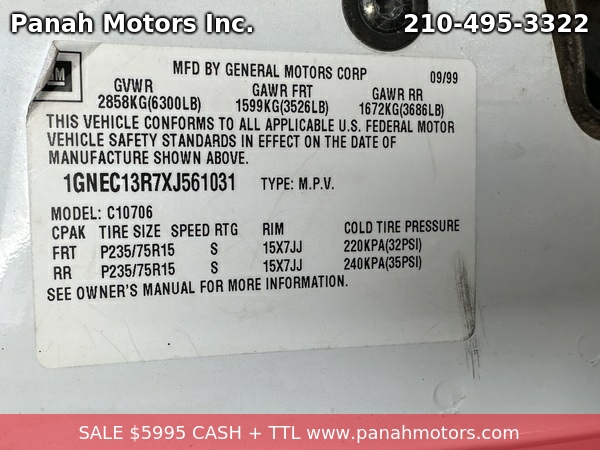 Panah Motors Inc. 210-495-3322
GM
MFD BY GENERAL MOTORS CORP 09/99
GVWR GAWR FRT GAWR RR
2858KG(6300LB) 1599KG(3526LB) 1672KG(3686LB)
THIS VEHICLE CONFORMS TO ALL APPLICABLE U.S. FEDERAL MOTOR
VEHICLE SAFETY STANDARDS IN EFFECT ON THE DATE OF
MANUFACTURE SHOWN ABOVE.
1GNEC13R7XJ561031 TYPE: M.P.V.
MODEL: C10706
CPAK TIRE SIZE SPEED RTG RIM COLD TIRE PRESSURE
FRT P235/75R15 S 15X7JJ 220KPA(32PSI)
RR P235/75R15 S 15X7JJ 240KPA(35PSI)
SEE OWNER'S MANUAL FOR MORE INFORMATION.
SALE $5995 CASH + TTL www.panahmotors.com